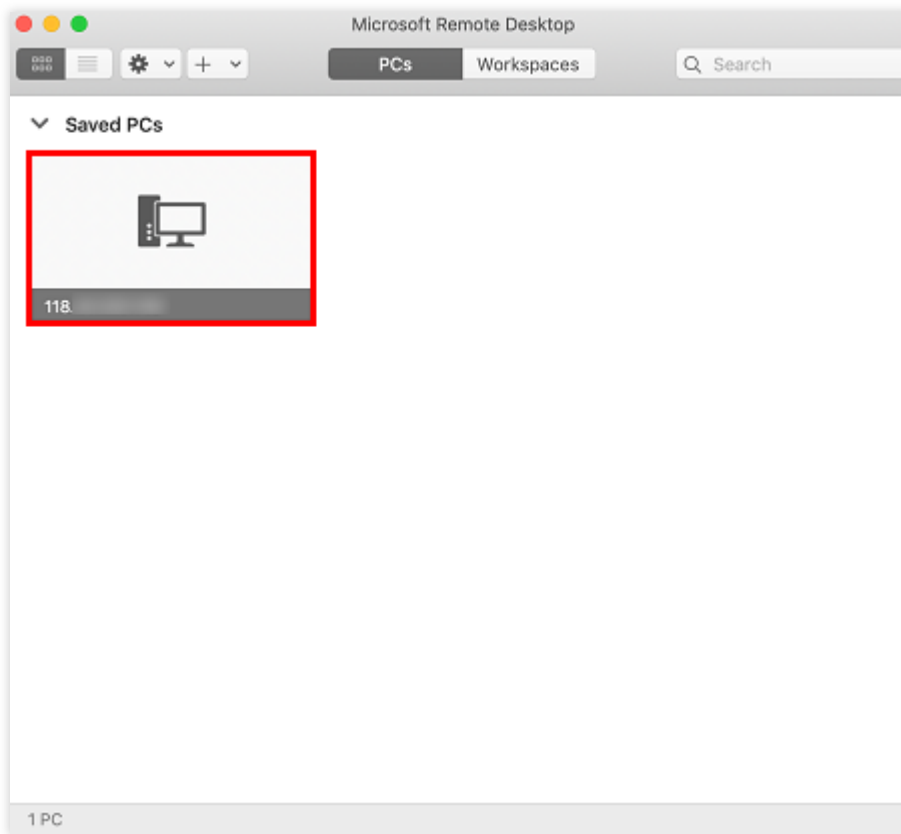 Microsoft Remote Desktop
PCs Workspaces Search
Saved PCs
118.
1 PC